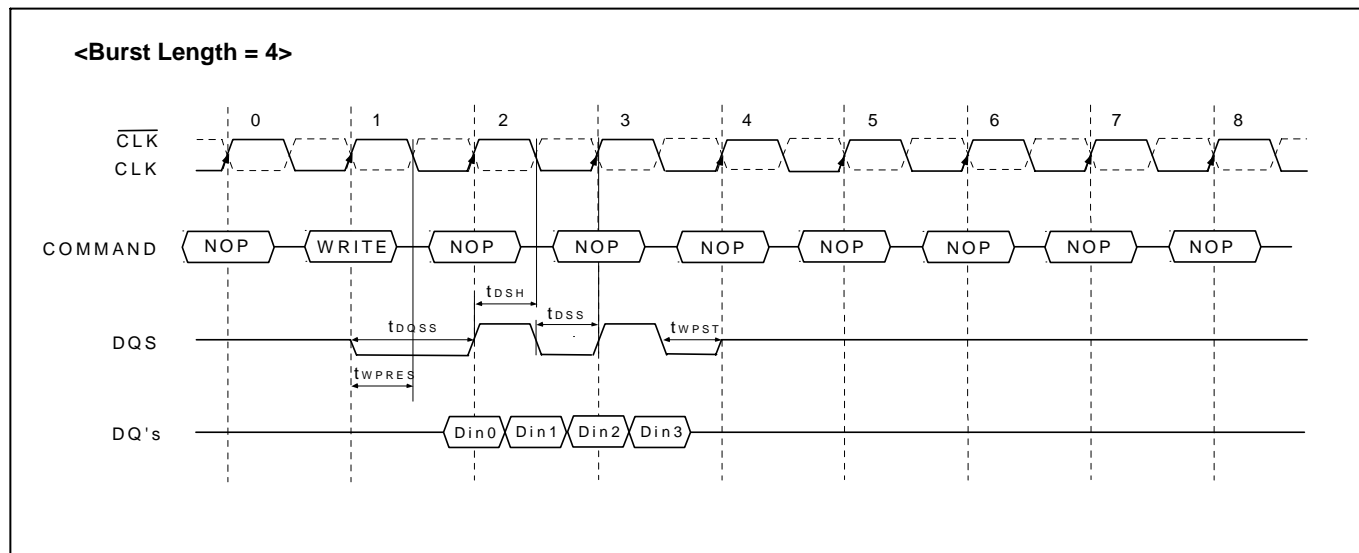 <Burst Length = 4>
0 1 2 3 4 5 6 7 8
CLK
CLK
COMMAND NOP WRITE NOP NOP NOP NOP NOP NOP NOP
tDSH
tDQSS tDSS tWPST
DQS
tWPRES
DQ's Din0 Din1 Din2 Din3